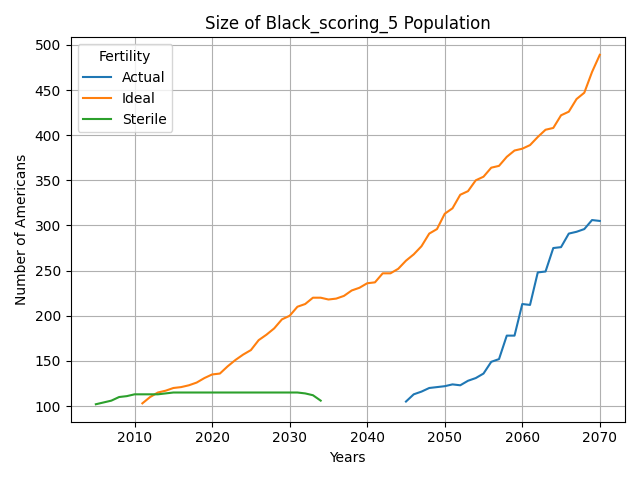 Size of Black_scoring_5 Population
Fertility
Actual
Ideal
Sterile
Number of Americans
500
450
400
350
300
250
200
150
100
2010 2020 2030 2040 2050 2060 2070
Years